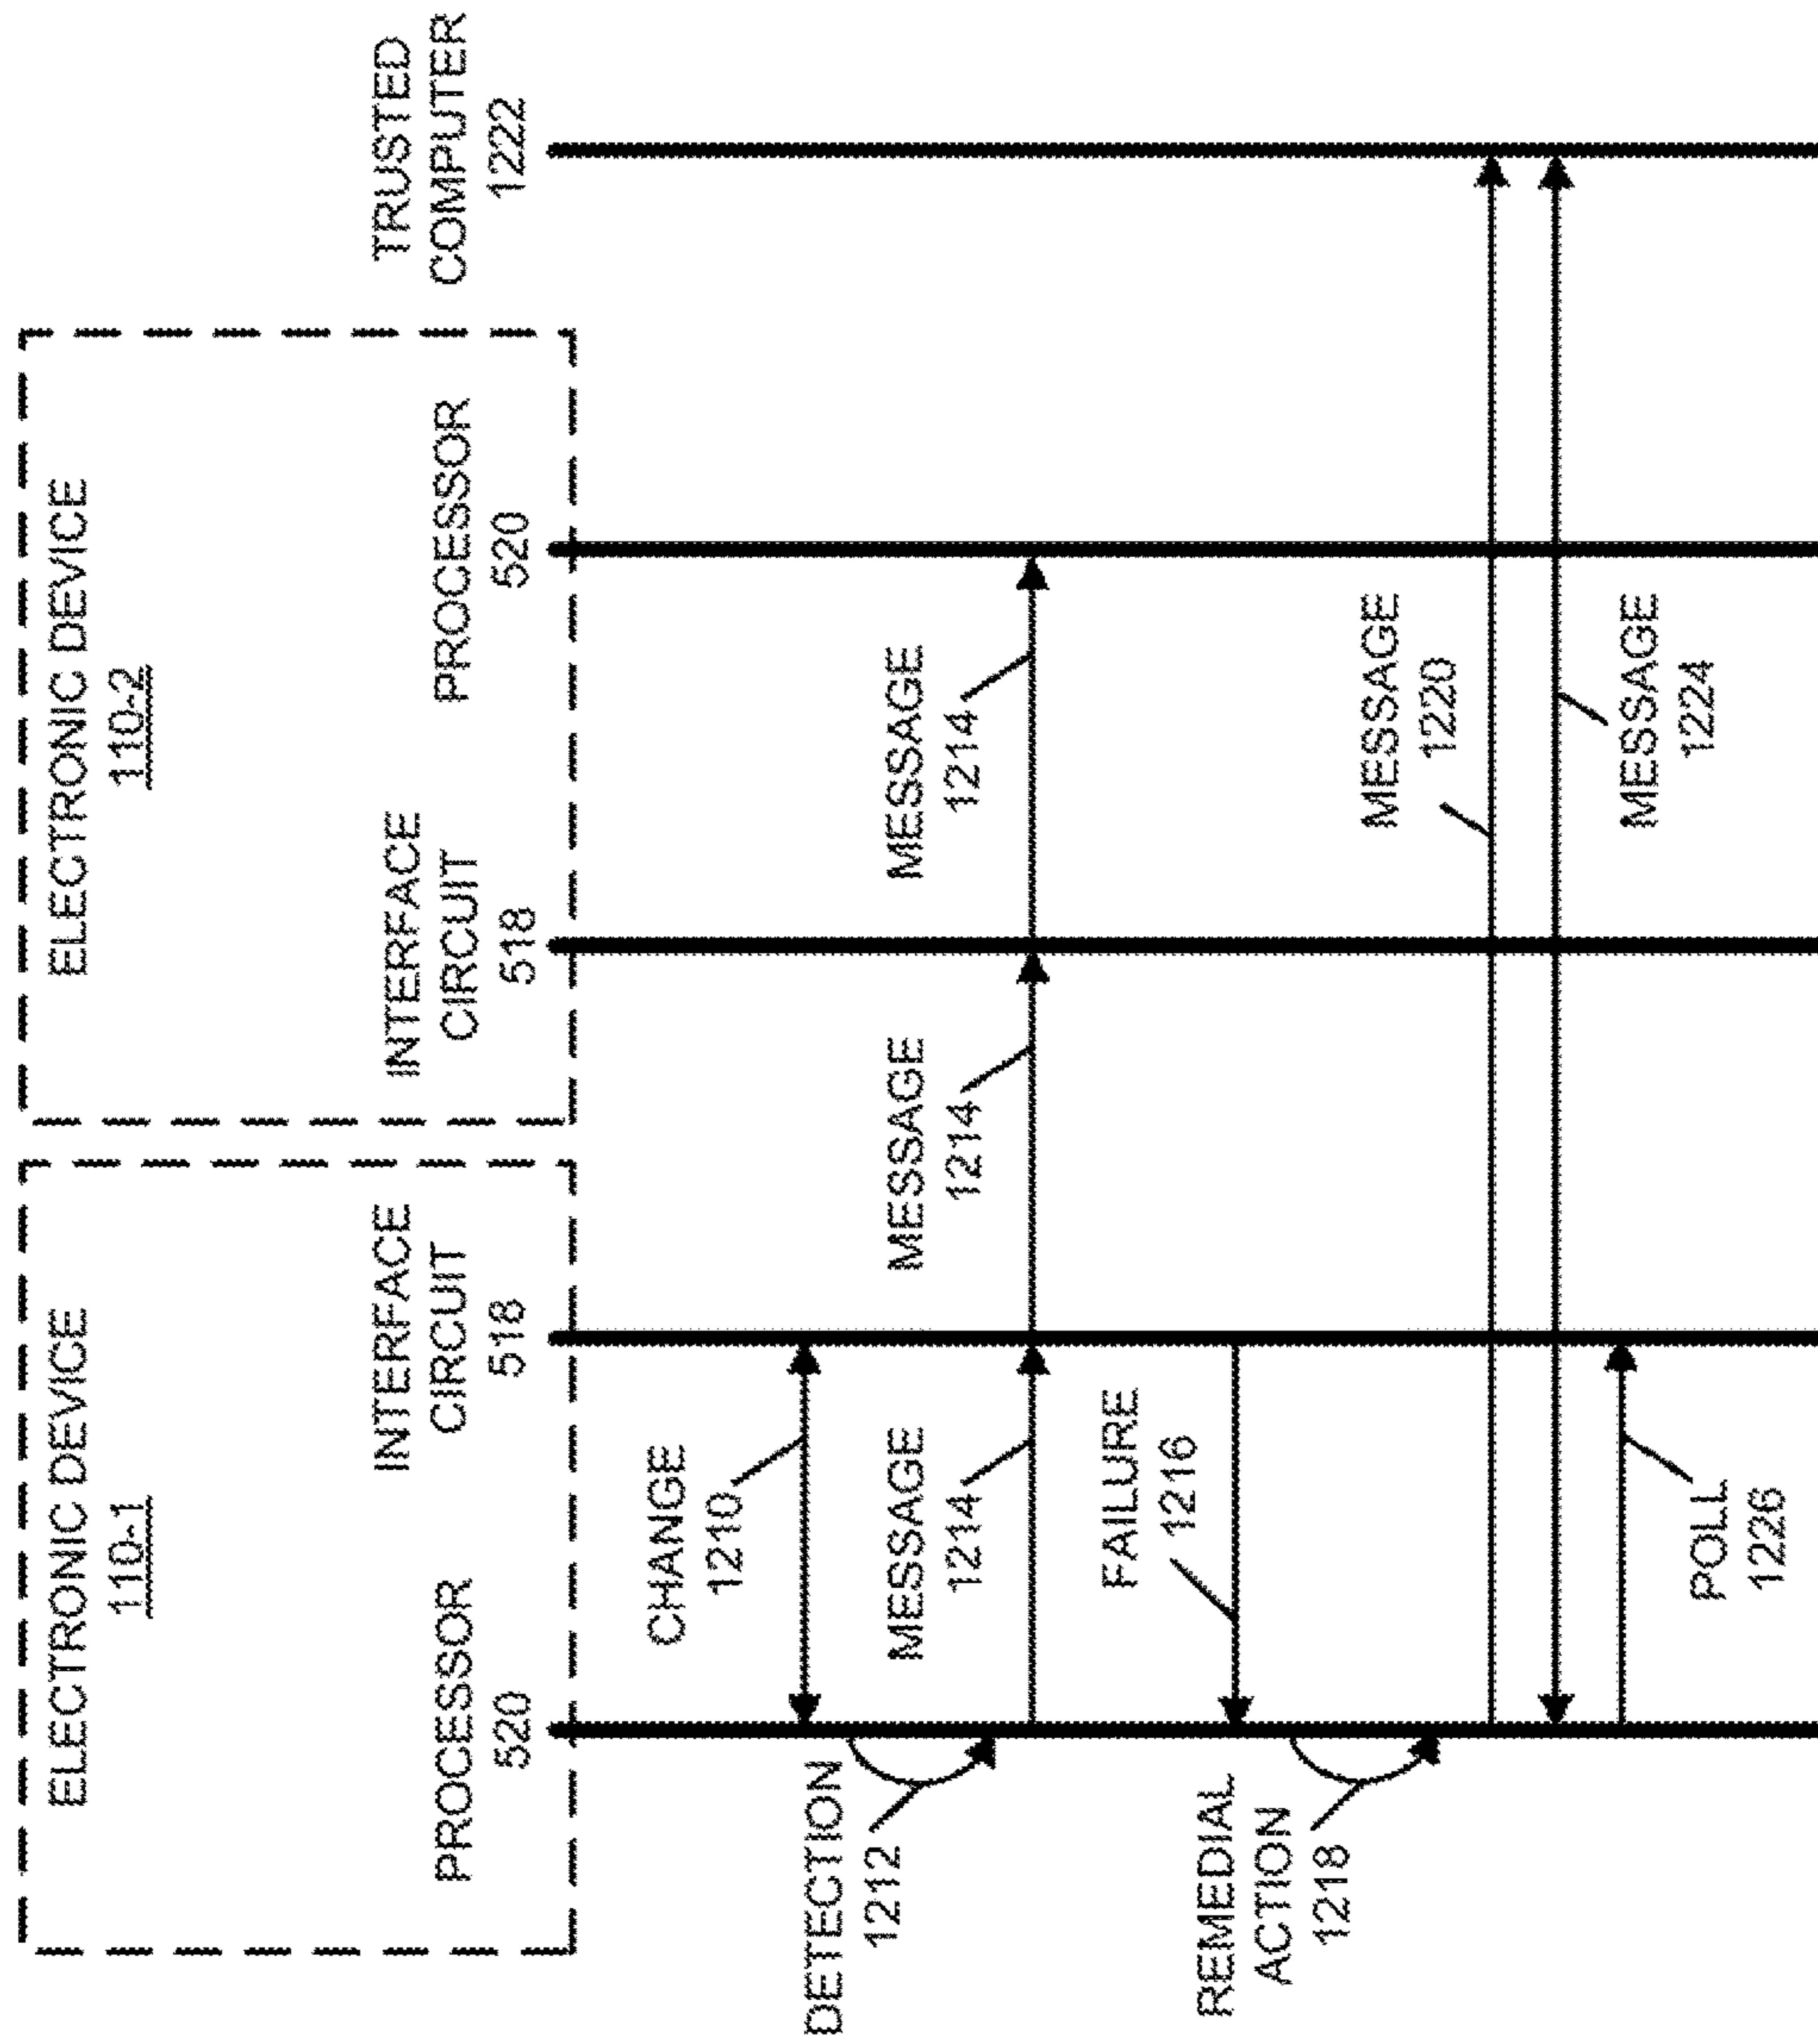 ELECTRONIC DEVICE
110-1
PROCESSOR
520
INTERFACE
CIRCUIT
518
ELECTRONIC DEVICE
110-2
INTERFACE
CIRCUIT
518
PROCESSOR
520
TRUSTED
COMPUTER
1222
CHANGE
1210
DETECTION
1212
MESSAGE
1214
MESSAGE
1214
MESSAGE
1214
FAILURE
1216
REMEDIAL
ACTION
1218
MESSAGE
1220
MESSAGE
1224
POLL
1226